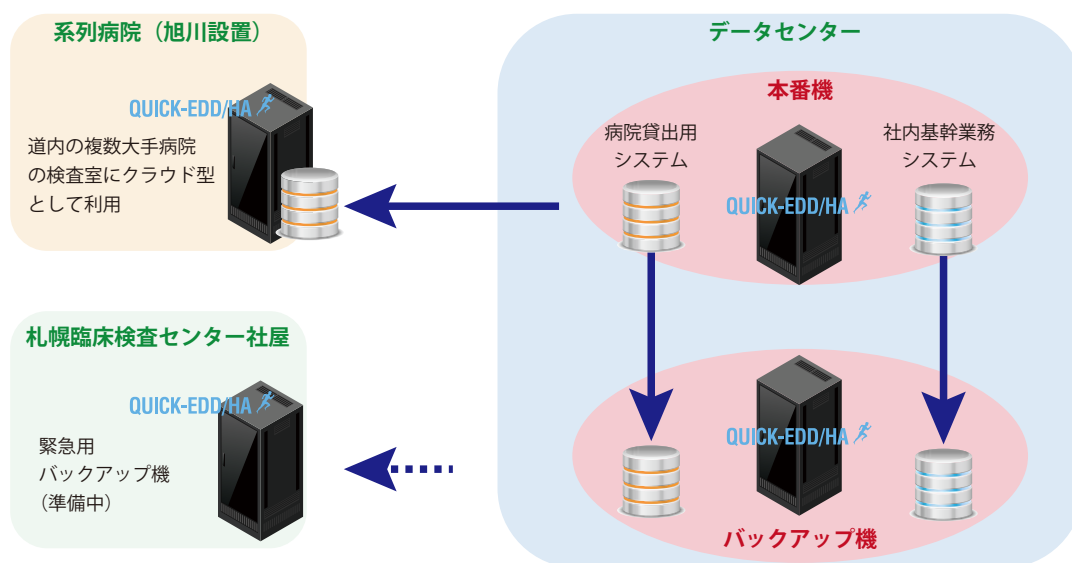 系列病院（旭川設置）
QUICK-EDD/HA
道内の複数大手病院
の検査室にクラウド型
として利用
札幌臨床検査センター社屋
QUICK-EDD/HA
緊急用
バックアップ機
（準備中）
データセンター
本番機
病院貸出用
システム
社内基幹業務
システム
QUICK-EDD/HA
QUICK-EDD/HA
バックアップ機